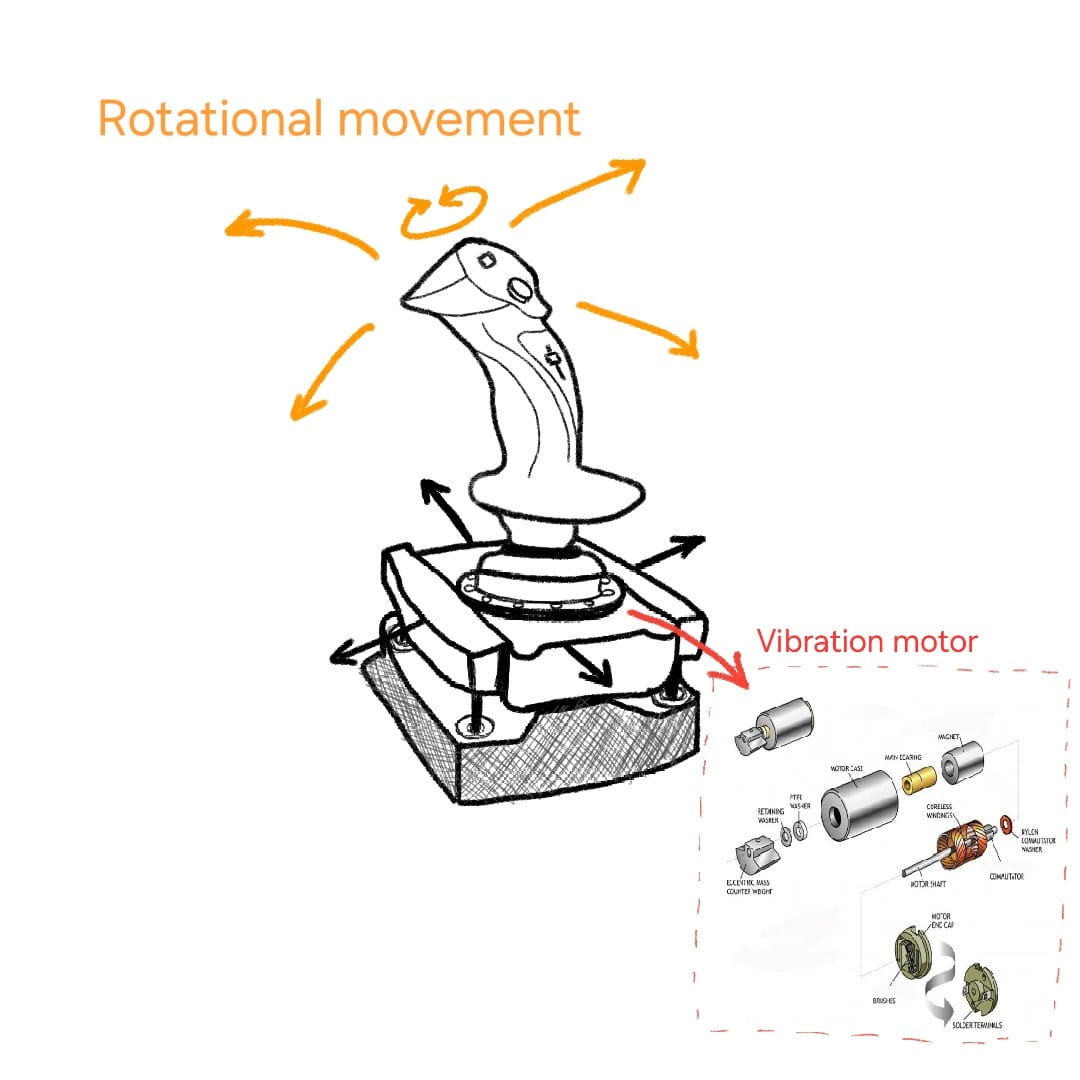 Rotational movement
Vibration motor
MAGNET
MAIN BEARING
MOTOR CASE
PTFE
WASHER
RETAINING
WASHER
CORELESS
WINDINGS
NYLON
COMMUTATOR
WASHER
ECCENTRIC MASS
COUNTER WEIGHT
MOTOR SHAFT
COMMUTATOR
MOTOR
END CAP
BRUSHES
SOLDER TERMINALS